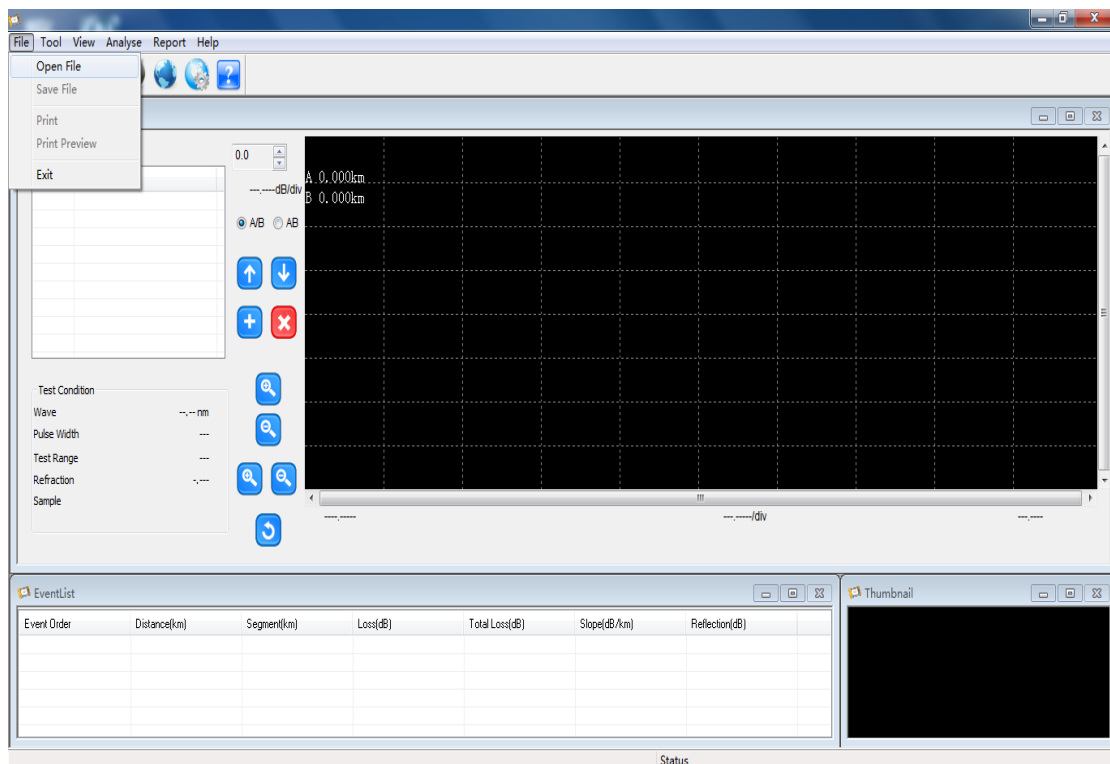 File Tool View Analyse Report Help
Open File
Save File
Print
Print Preview
Exit
0.0
---.----dB/div
A/B AB
A 0.000km
B 0.000km
Test Condition
Wave --.-- nm
Pulse Width ---
Test Range ---
Refraction -.---
Sample
----.----- ---.-----/div ---.----
EventList
Event Order Distance(km) Segment(km) Loss(dB) Total Loss(dB) Slope(dB/km) Reflection(dB)
Thumbnail
Status